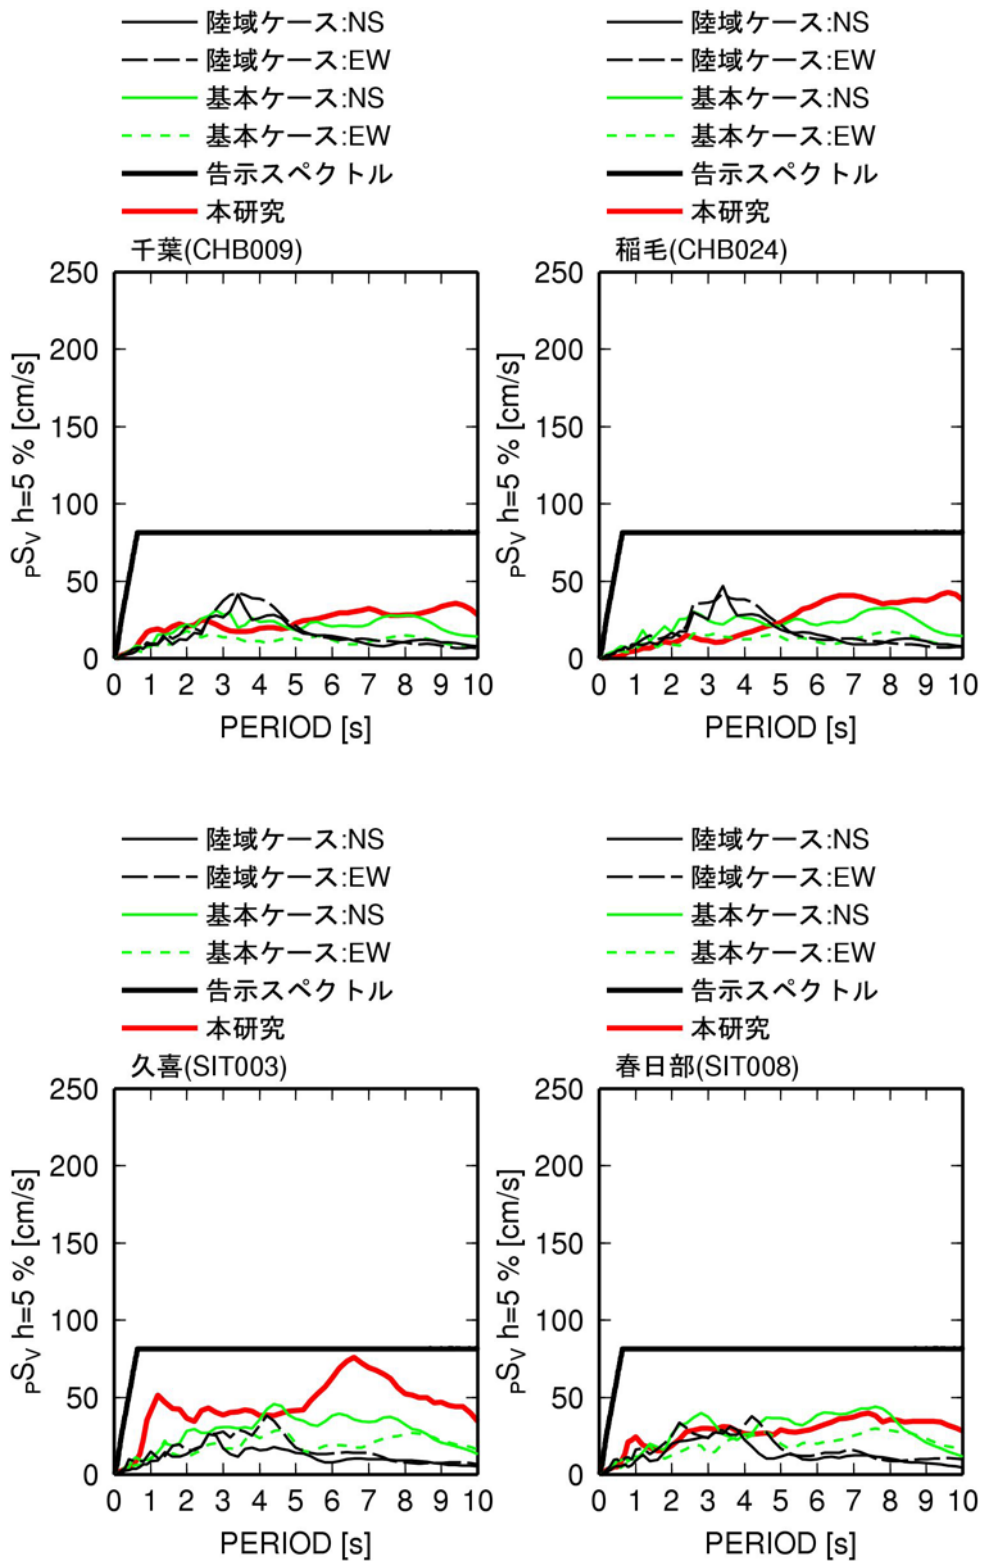 陸域ケース:NS
陸域ケース:EW
基本ケース:NS
基本ケース:EW
告示スペクトル
本研究
千葉(CHB009)
250
200
150
100
50
0
PSV h=5 % [cm/s]
0 1 2 3 4 5 6 7 8 9 10
PERIOD [s]
陸域ケース:NS
陸域ケース:EW
基本ケース:NS
基本ケース:EW
告示スペクトル
本研究
稲毛(CHB024)
250
200
150
100
50
0
PSV h=5 % [cm/s]
0 1 2 3 4 5 6 7 8 9 10
PERIOD [s]
陸域ケース:NS
陸域ケース:EW
基本ケース:NS
基本ケース:EW
告示スペクトル
本研究
久喜(SIT003)
250
200
150
100
50
0
PSV h=5 % [cm/s]
0 1 2 3 4 5 6 7 8 9 10
PERIOD [s]
陸域ケース:NS
陸域ケース:EW
基本ケース:NS
基本ケース:EW
告示スペクトル
本研究
春日部(SIT008)
250
200
150
100
50
0
PSV h=5 % [cm/s]
0 1 2 3 4 5 6 7 8 9 10
PERIOD [s]